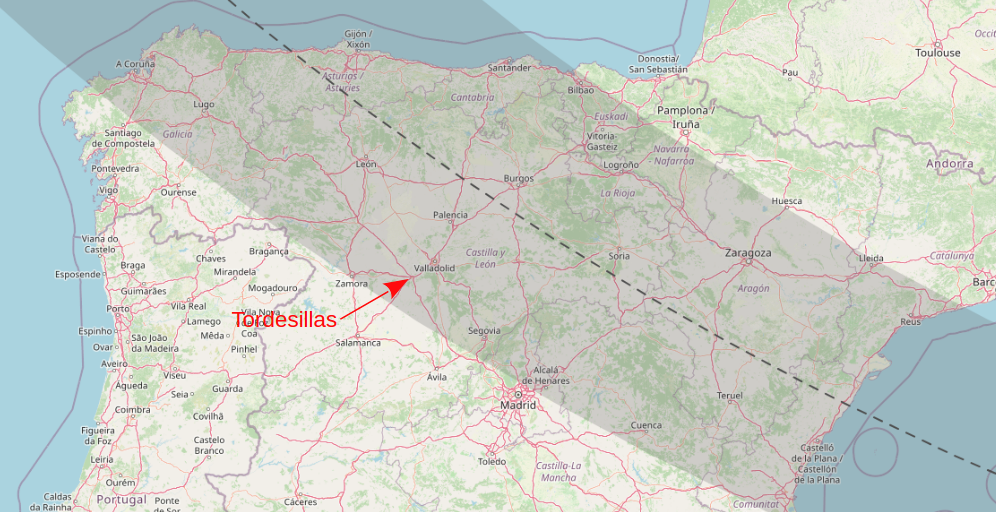 Gijón /
Xixón
A Coruña
Santander
Donostia/
San Sebastián
Toulouse
Occit
Pau
Asturias /
Asturies
Cantabria
Bilbao
Lugo
Euskadi
Pamplona /
Iruña
Santiago
de Compostela
Galicia
Vitoria-
Gasteiz
Navarra
- Nafarroa
León
Logroño
Andorra
Pontevedra
Burgos
Vigo
Ourense
La Rioja
Huesca
Palencia
Viana do
Castelo
Bragança
Chaves
Castilla y
León
Soria
Zaragoza
Lleida
Catalunya
Braga
Mirandela
Valladolid
Esposende
Guimarães
Mogadouro
Zamora
Aragón
Barc
Porto
Vila Real
Vila Nova
Coa
Tordesillas
Reus
Lamego
Espinho
São João
da Madeira
Mêda
Segovia
Ovar
Pinhel
Salamanca
Aveiro
Viseu
Ávila
Alcalá
de Henares
Águeda
Seia
Guarda
Madrid
Teruel
Coimbra
Covilhã
Cuenca
Figueira
da Foz
Castelo
Branco
Castelló
de la Plana /
Castellón
de la Plana
Leiria
Toledo
Castilla-La
Mancha
Ourém
Caldas
da Rainha
Portugal
Ponte
de Sor
Cáceres
Comunitat